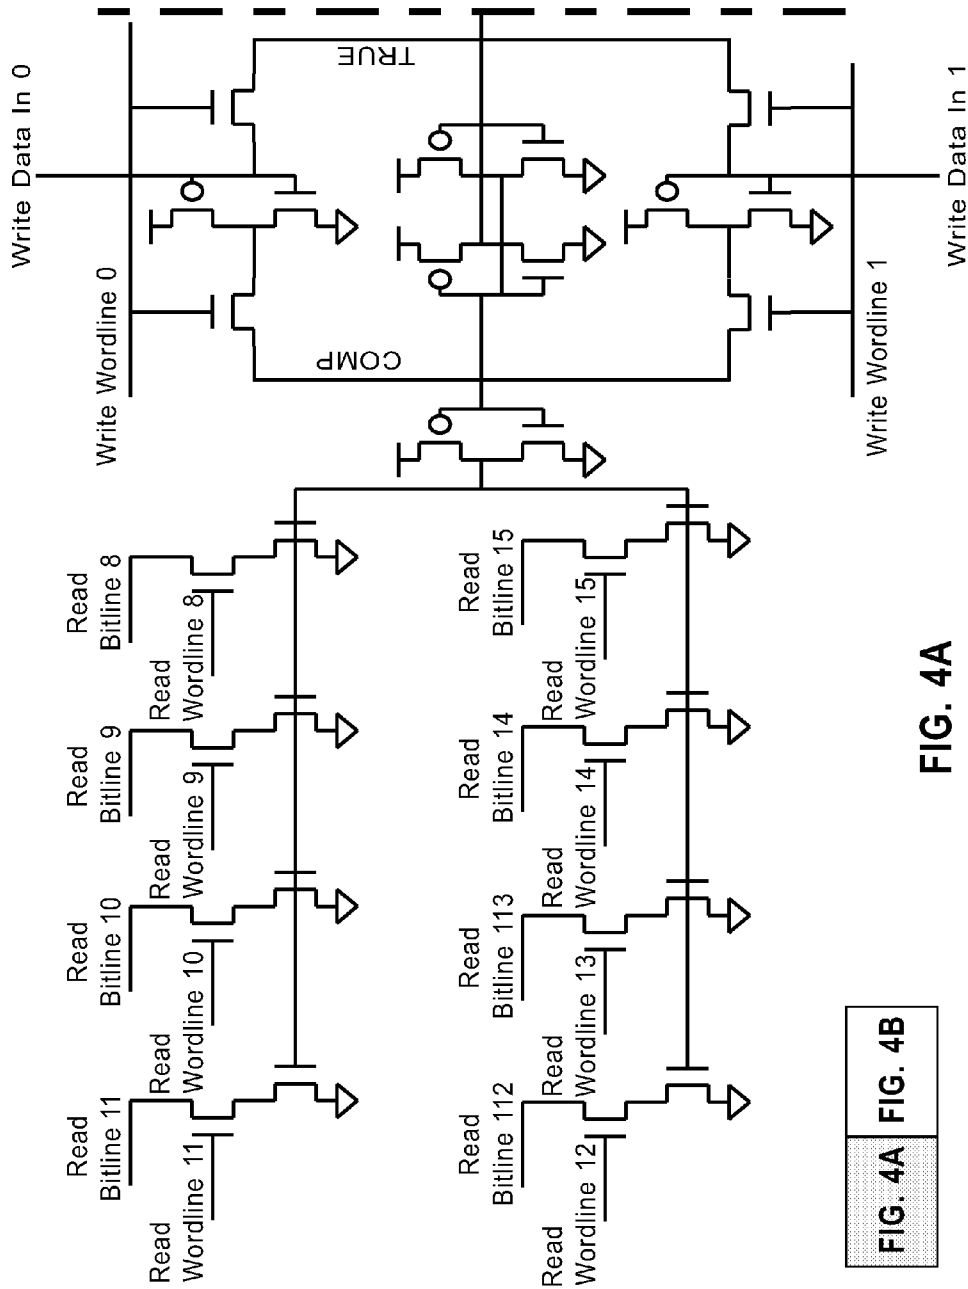 Write Data In 0
Write Wordline 0
TRUE
COMP
Write Wordline 1
Write Data In 1
Read
Bitline 11
Read
Wordline 11
Read
Bitline 10
Read
Wordline 10
Read
Bitline 9
Read
Wordline 9
Read
Bitline 8
Read
Wordline 8
Read
Bitline 112
Read
Wordline 12
Read
Bitline 113
Read
Wordline 13
Read
Bitline 14
Read
Wordline 14
Read
Bitline 15
Read
Wordline 15
FIG. 4A
FIG. 4B
FIG. 4A